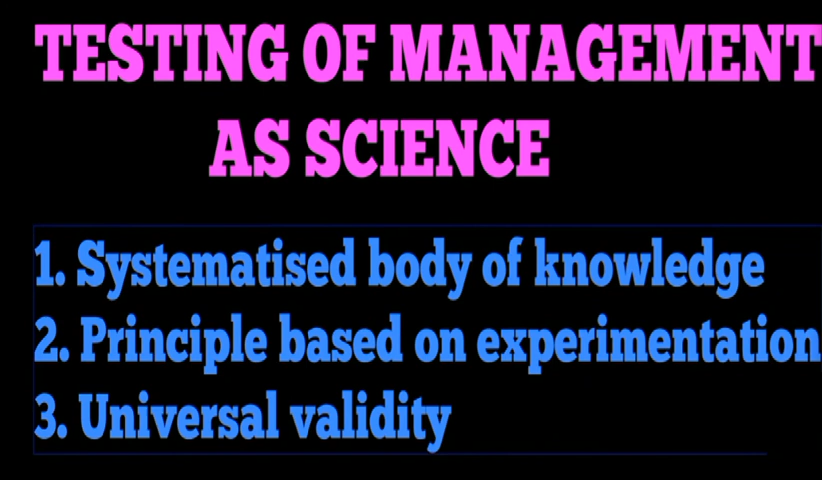 TESTING OF MANAGEMENT
AS SCIENCE
1. Systematised body of knowledge
2. Principle based on experimentation
3. Universal validity